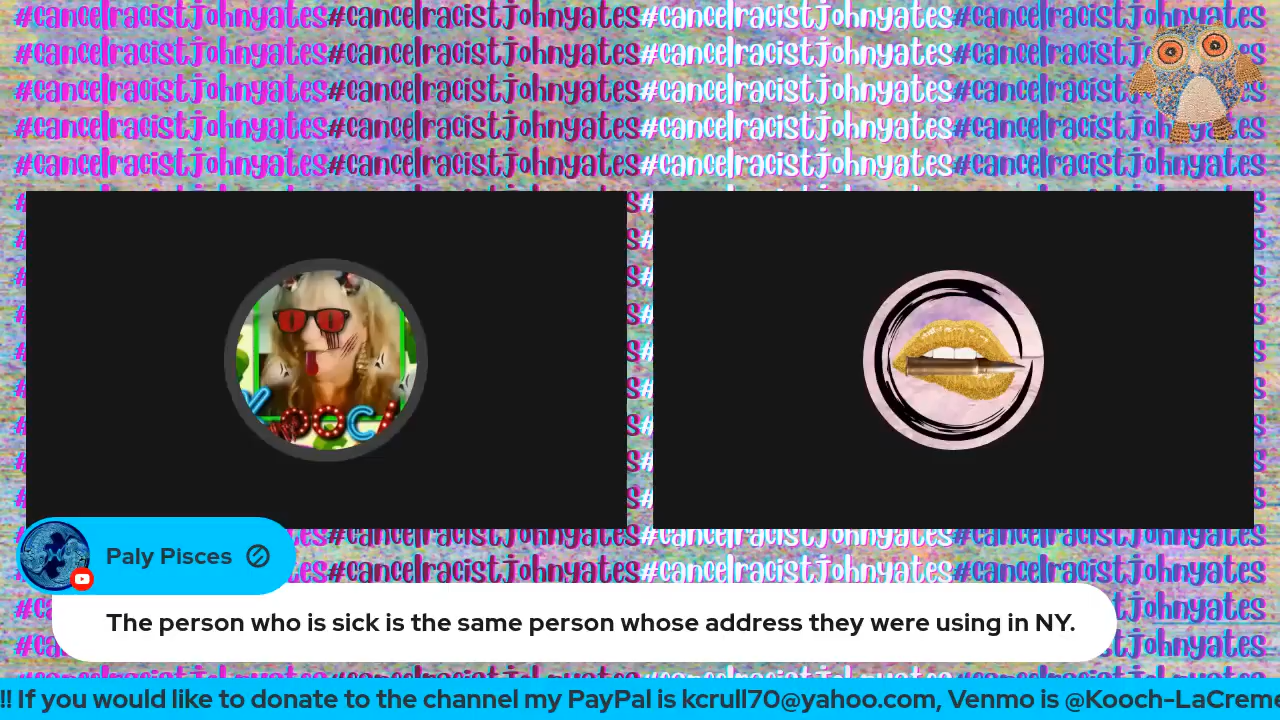 #cancelracistjohnyates#cancelracistjohnyates#cancelracistjohnyates#cancelracistjohnyates
#cancelracistjohnyates#cancelracistjohnyates#cancelracistjohnyates#cancelracistjohnyates
#cancelracistjohnyates#cancelracistjohnyates#cancelracistjohnyates#cancelracistjohnyates
#cancelracistjohnyates#cancelracistjohnyates#cancelracistjohnyates#cancelracistjohnyates
#cancelracistjohnyates#cancelracistjohnyates#cancelracistjohnyates#cancelracistjohnyates
Paly Pisces
The person who is sick is the same person whose address they were using in NY.
!! If you would like to donate to the channel my PayPal is kcrull70@yahoo.com, Venmo is @Kooch-LaCreme